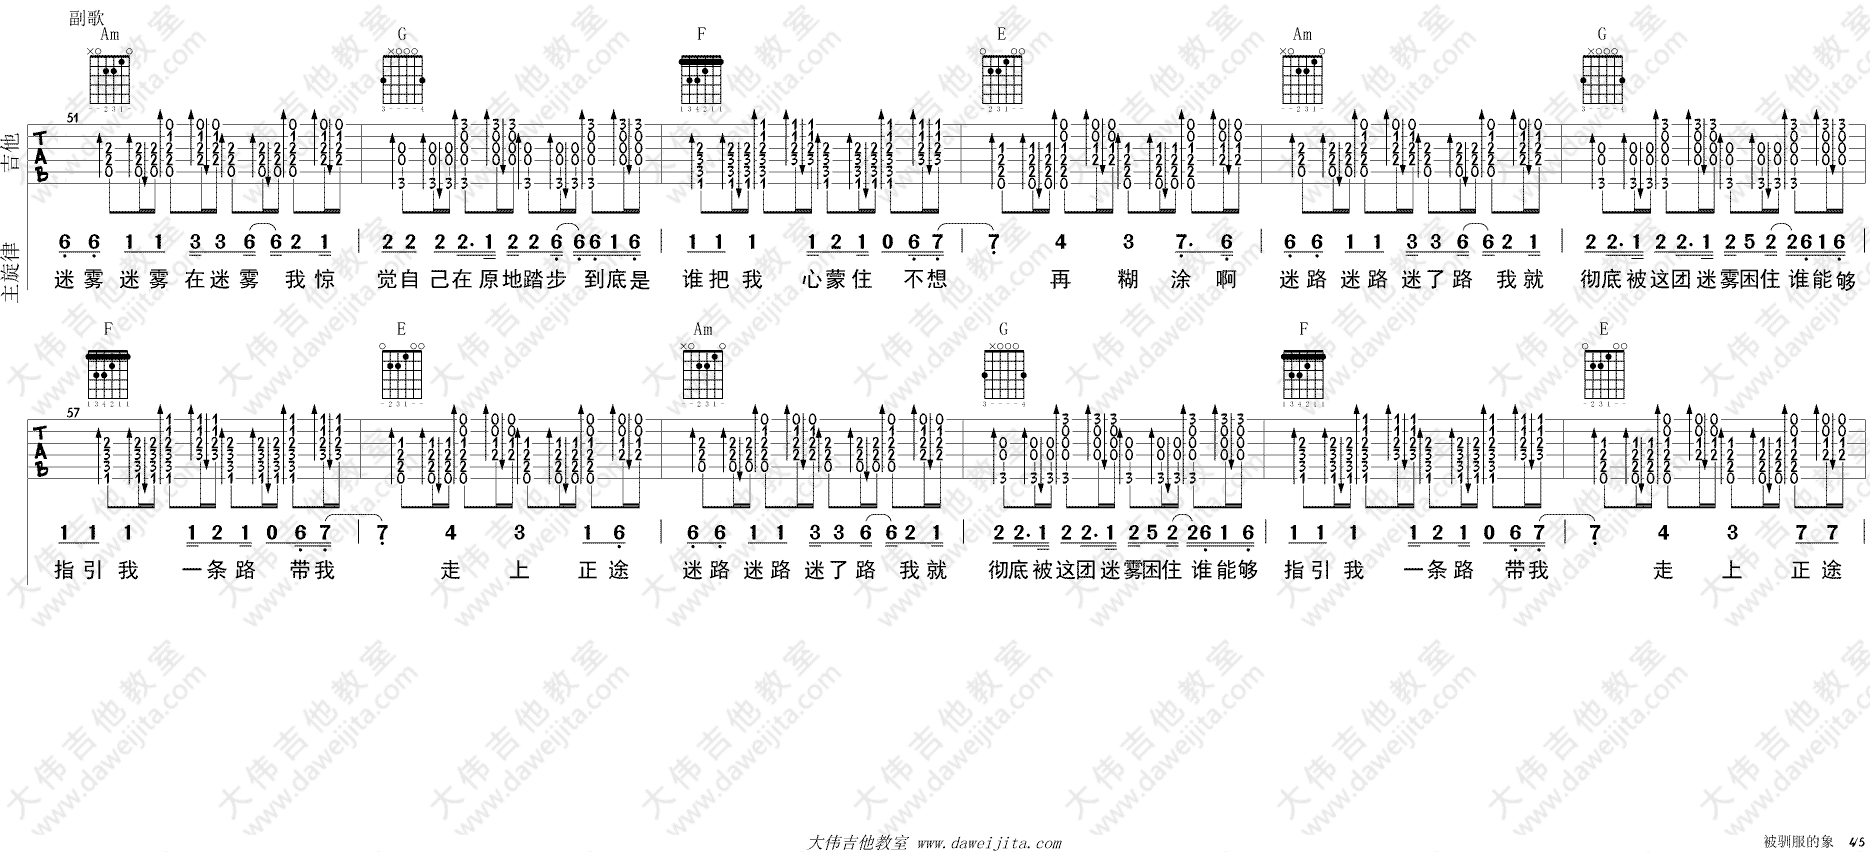 副歌
Am G F E Am G
51
吉他
TAB
主旋律
6 6 1 1 3 3 6 6 2 1 | 2 2 2 2· 1 2 2 6 6 6 1 6 | 1 1 1 1 2 1 0 6 7 | 7 4 3 7· 6 | 6 6 1 1 3 3 6 6 2 1 | 2 2· 1 2 2· 1 2 5 2 2 6 1 6
迷雾 迷雾 在迷雾 我惊 觉自 己在原地踏步 到底是 谁把我 心蒙住 不想 再 糊 涂 啊 迷路 迷路 迷了路 我就 彻底被这团迷雾困住谁能够
F E Am G F E
57
TAB
1 1 1 1 2 1 0 6 7 | 7 4 3 1 6 | 6 6 1 1 3 3 6 6 2 1 | 2 2· 1 2 2· 1 2 5 2 2 6 1 6 | 1 1 1 1 2 1 0 6 7 | 7 4 3 7 7
指引我 一条路 带我 走 上 正途 迷路 迷路 迷了路 我就 彻底被这团迷雾困住谁能够 指引我 一条路 带我 走 上 正途
大伟吉他教室 www.daweijita.com
被驯服的象 4/5